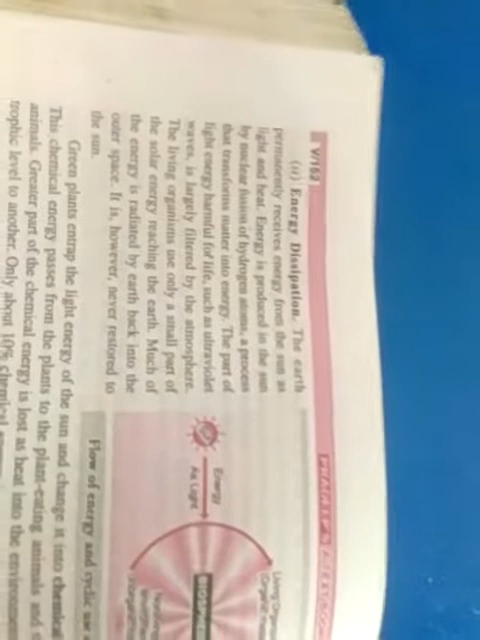 V/162
(ii) Energy Dissipation. The earth
permanently receives energy from the sun as
light and heat. Energy is produced in the sun
by nuclear fusion of hydrogen atoms, a process
that transforms matter into energy. The part of
light energy harmful for life, such as ultraviolet
waves, is largely filtered by the atmosphere.
The living organisms use only a small part of
the solar energy reaching the earth. Much of
the energy is radiated by earth back into the
outer space. It is, however, never restored to
the sun.
Green plants entrap the light energy of the sun and change it into chemical
This chemical energy passes from the plants to the plant-eating animals and
animals. Greater part of the chemical energy is lost as heat into the environment
trophic level to another. Only about 10% chemical
Energy
As Light
BIOSPHERE
Living
Flow of energy and cyclic use